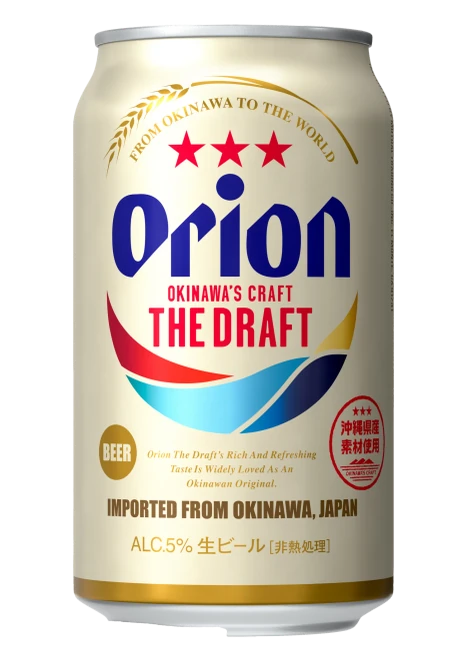 FROM OKINAWA TO THE WORLD
Orion
OKINAWA'S CRAFT
THE DRAFT
BEER
Orion The Draft's Rich And Refreshing
Taste Is Widely Loved As An
Okinawan Original.
沖縄県産
素材使用
OKINAWA CRAFT
IMPORTED FROM OKINAWA, JAPAN
ALC.5% 生ビール [非熱処理]